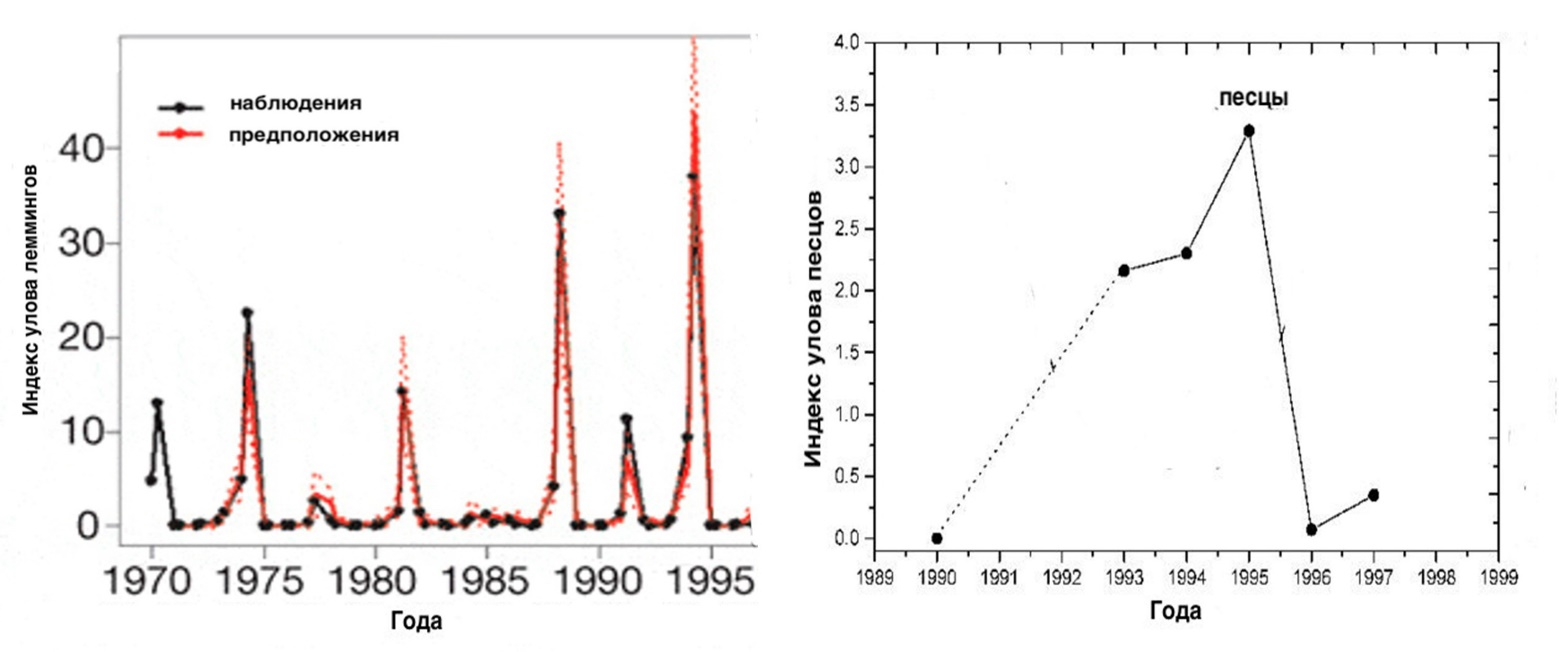 наблюдения
предположения
Индекс улова леммингов
40
30
20
10
0
1970 1975 1980 1985 1990 1995
Года
песцы
Индекс улова песцов
4.0
3.5
3.0
2.5
2.0
1.5
1.0
0.5
0.0
1989 1990 1991 1992 1993 1994 1995 1996 1997 1998 1999
Года